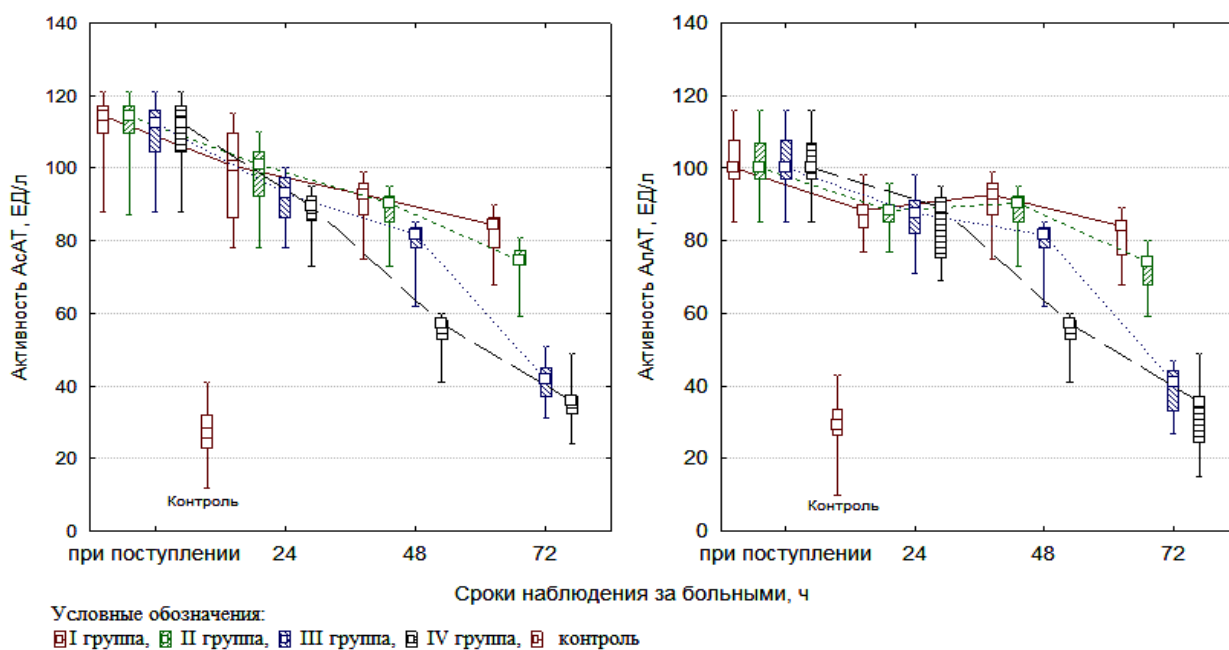 Активность АсАТ, ЕД/л
140
120
100
80
60
40
20
0
Контроль
при поступлении 24 48 72
Активность АлАТ, ЕД/л
140
120
100
80
60
40
20
0
Контроль
при поступлении 24 48 72
Сроки наблюдения за больными, ч
Условные обозначения:
I группа, II группа, III группа, IV группа, контроль